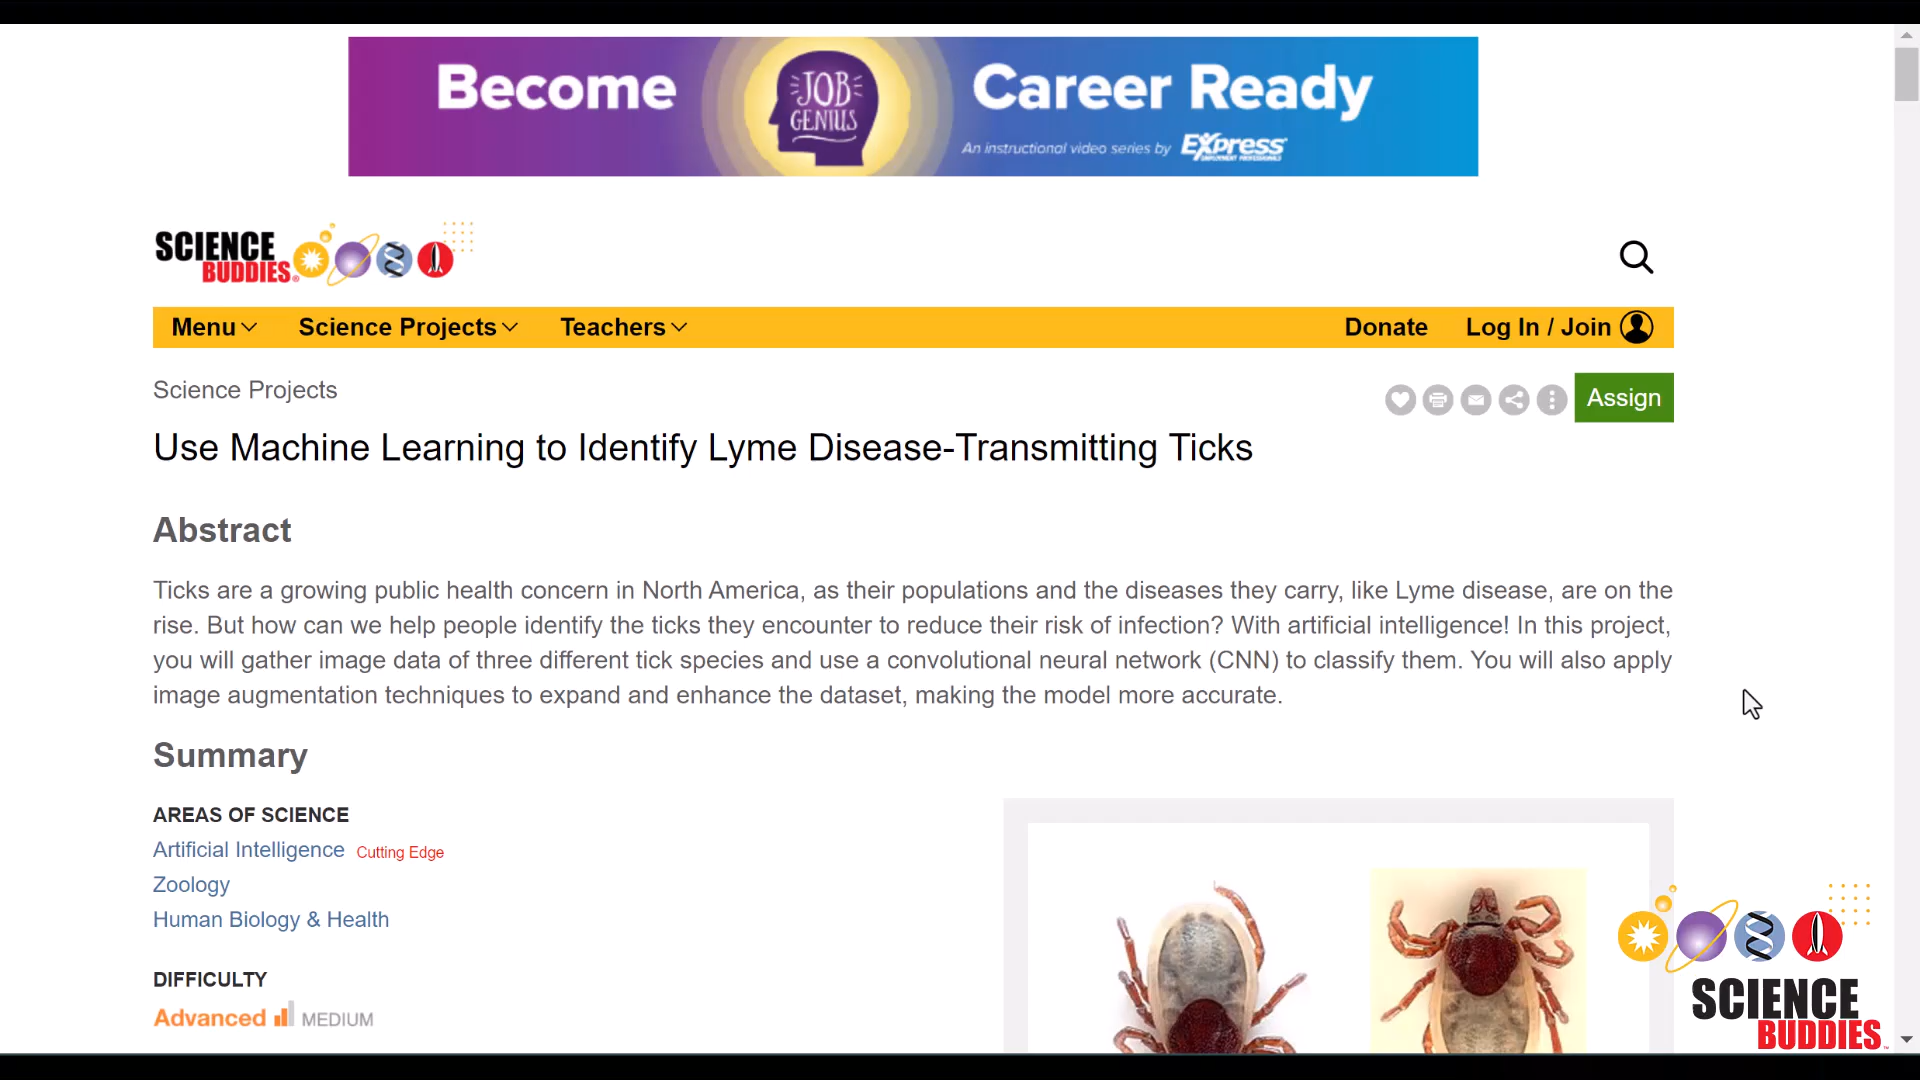 Become
JOB
GENIUS
Career Ready
An instructional video series by Express
EMPLOYMENT PROFESSIONALS
SCIENCE
BUDDIES®
Menu
Science Projects
Teachers
Donate
Log In / Join
Science Projects
Assign
Use Machine Learning to Identify Lyme Disease-Transmitting Ticks
Abstract
Ticks are a growing public health concern in North America, as their populations and the diseases they carry, like Lyme disease, are on the
rise. But how can we help people identify the ticks they encounter to reduce their risk of infection? With artificial intelligence! In this project,
you will gather image data of three different tick species and use a convolutional neural network (CNN) to classify them. You will also apply
image augmentation techniques to expand and enhance the dataset, making the model more accurate.
Summary
AREAS OF SCIENCE
Artificial Intelligence Cutting Edge
Zoology
Human Biology & Health
DIFFICULTY
Advanced MEDIUM
SCIENCE
BUDDIES™